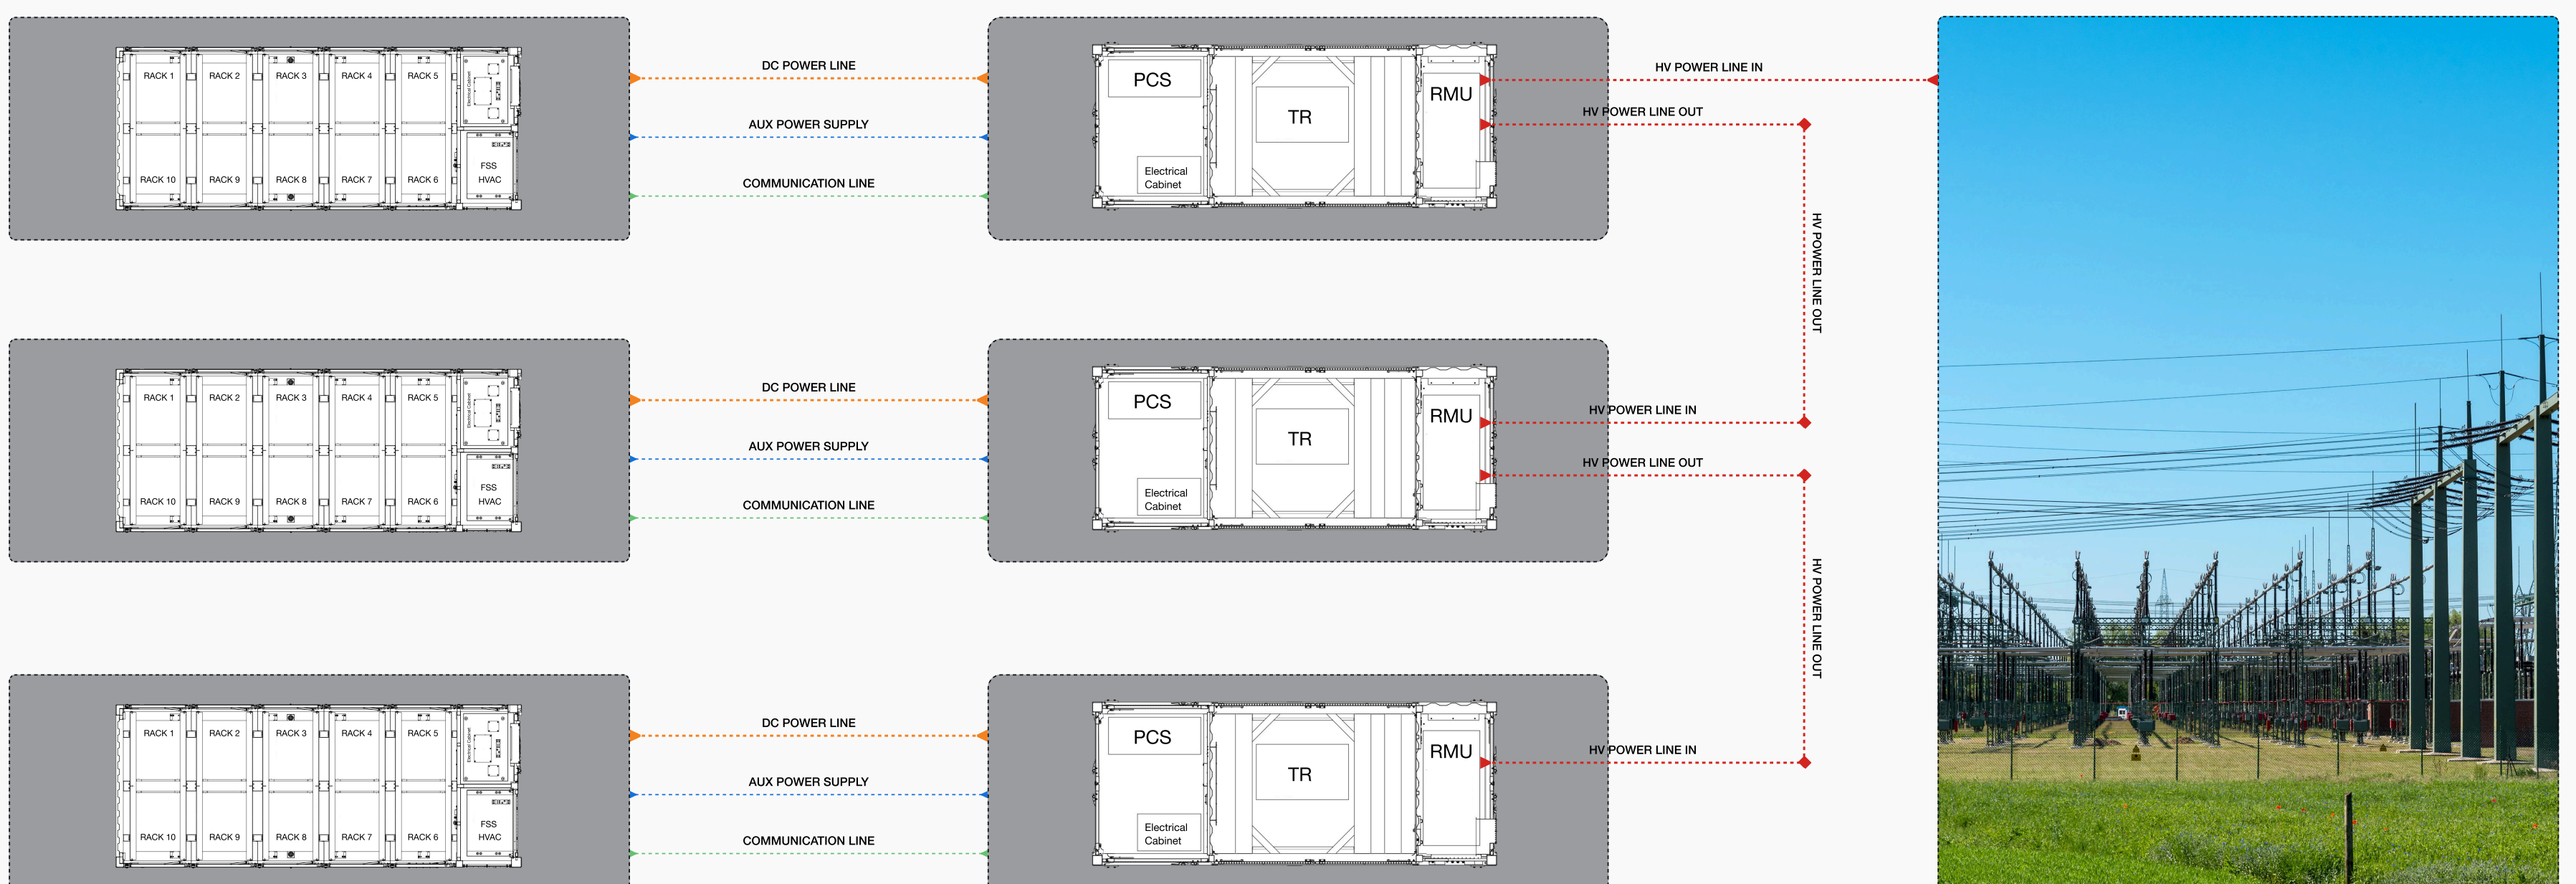 RACK 1 RACK 2 RACK 3 RACK 4 RACK 5
Electrical Cabinet
RACK 10 RACK 9 RACK 8 RACK 7 RACK 6
FSS
HVAC
DC POWER LINE
AUX POWER SUPPLY
COMMUNICATION LINE
PCS
Electrical
Cabinet
TR
RMU
HV POWER LINE IN
HV POWER LINE OUT
HV POWER LINE OUT
RACK 1 RACK 2 RACK 3 RACK 4 RACK 5
Electrical Cabinet
RACK 10 RACK 9 RACK 8 RACK 7 RACK 6
FSS
HVAC
DC POWER LINE
AUX POWER SUPPLY
COMMUNICATION LINE
PCS
Electrical
Cabinet
TR
RMU
HV POWER LINE IN
HV POWER LINE OUT
HV POWER LINE OUT
RACK 1 RACK 2 RACK 3 RACK 4 RACK 5
Electrical Cabinet
RACK 10 RACK 9 RACK 8 RACK 7 RACK 6
FSS
HVAC
DC POWER LINE
AUX POWER SUPPLY
COMMUNICATION LINE
PCS
Electrical
Cabinet
TR
RMU
HV POWER LINE IN